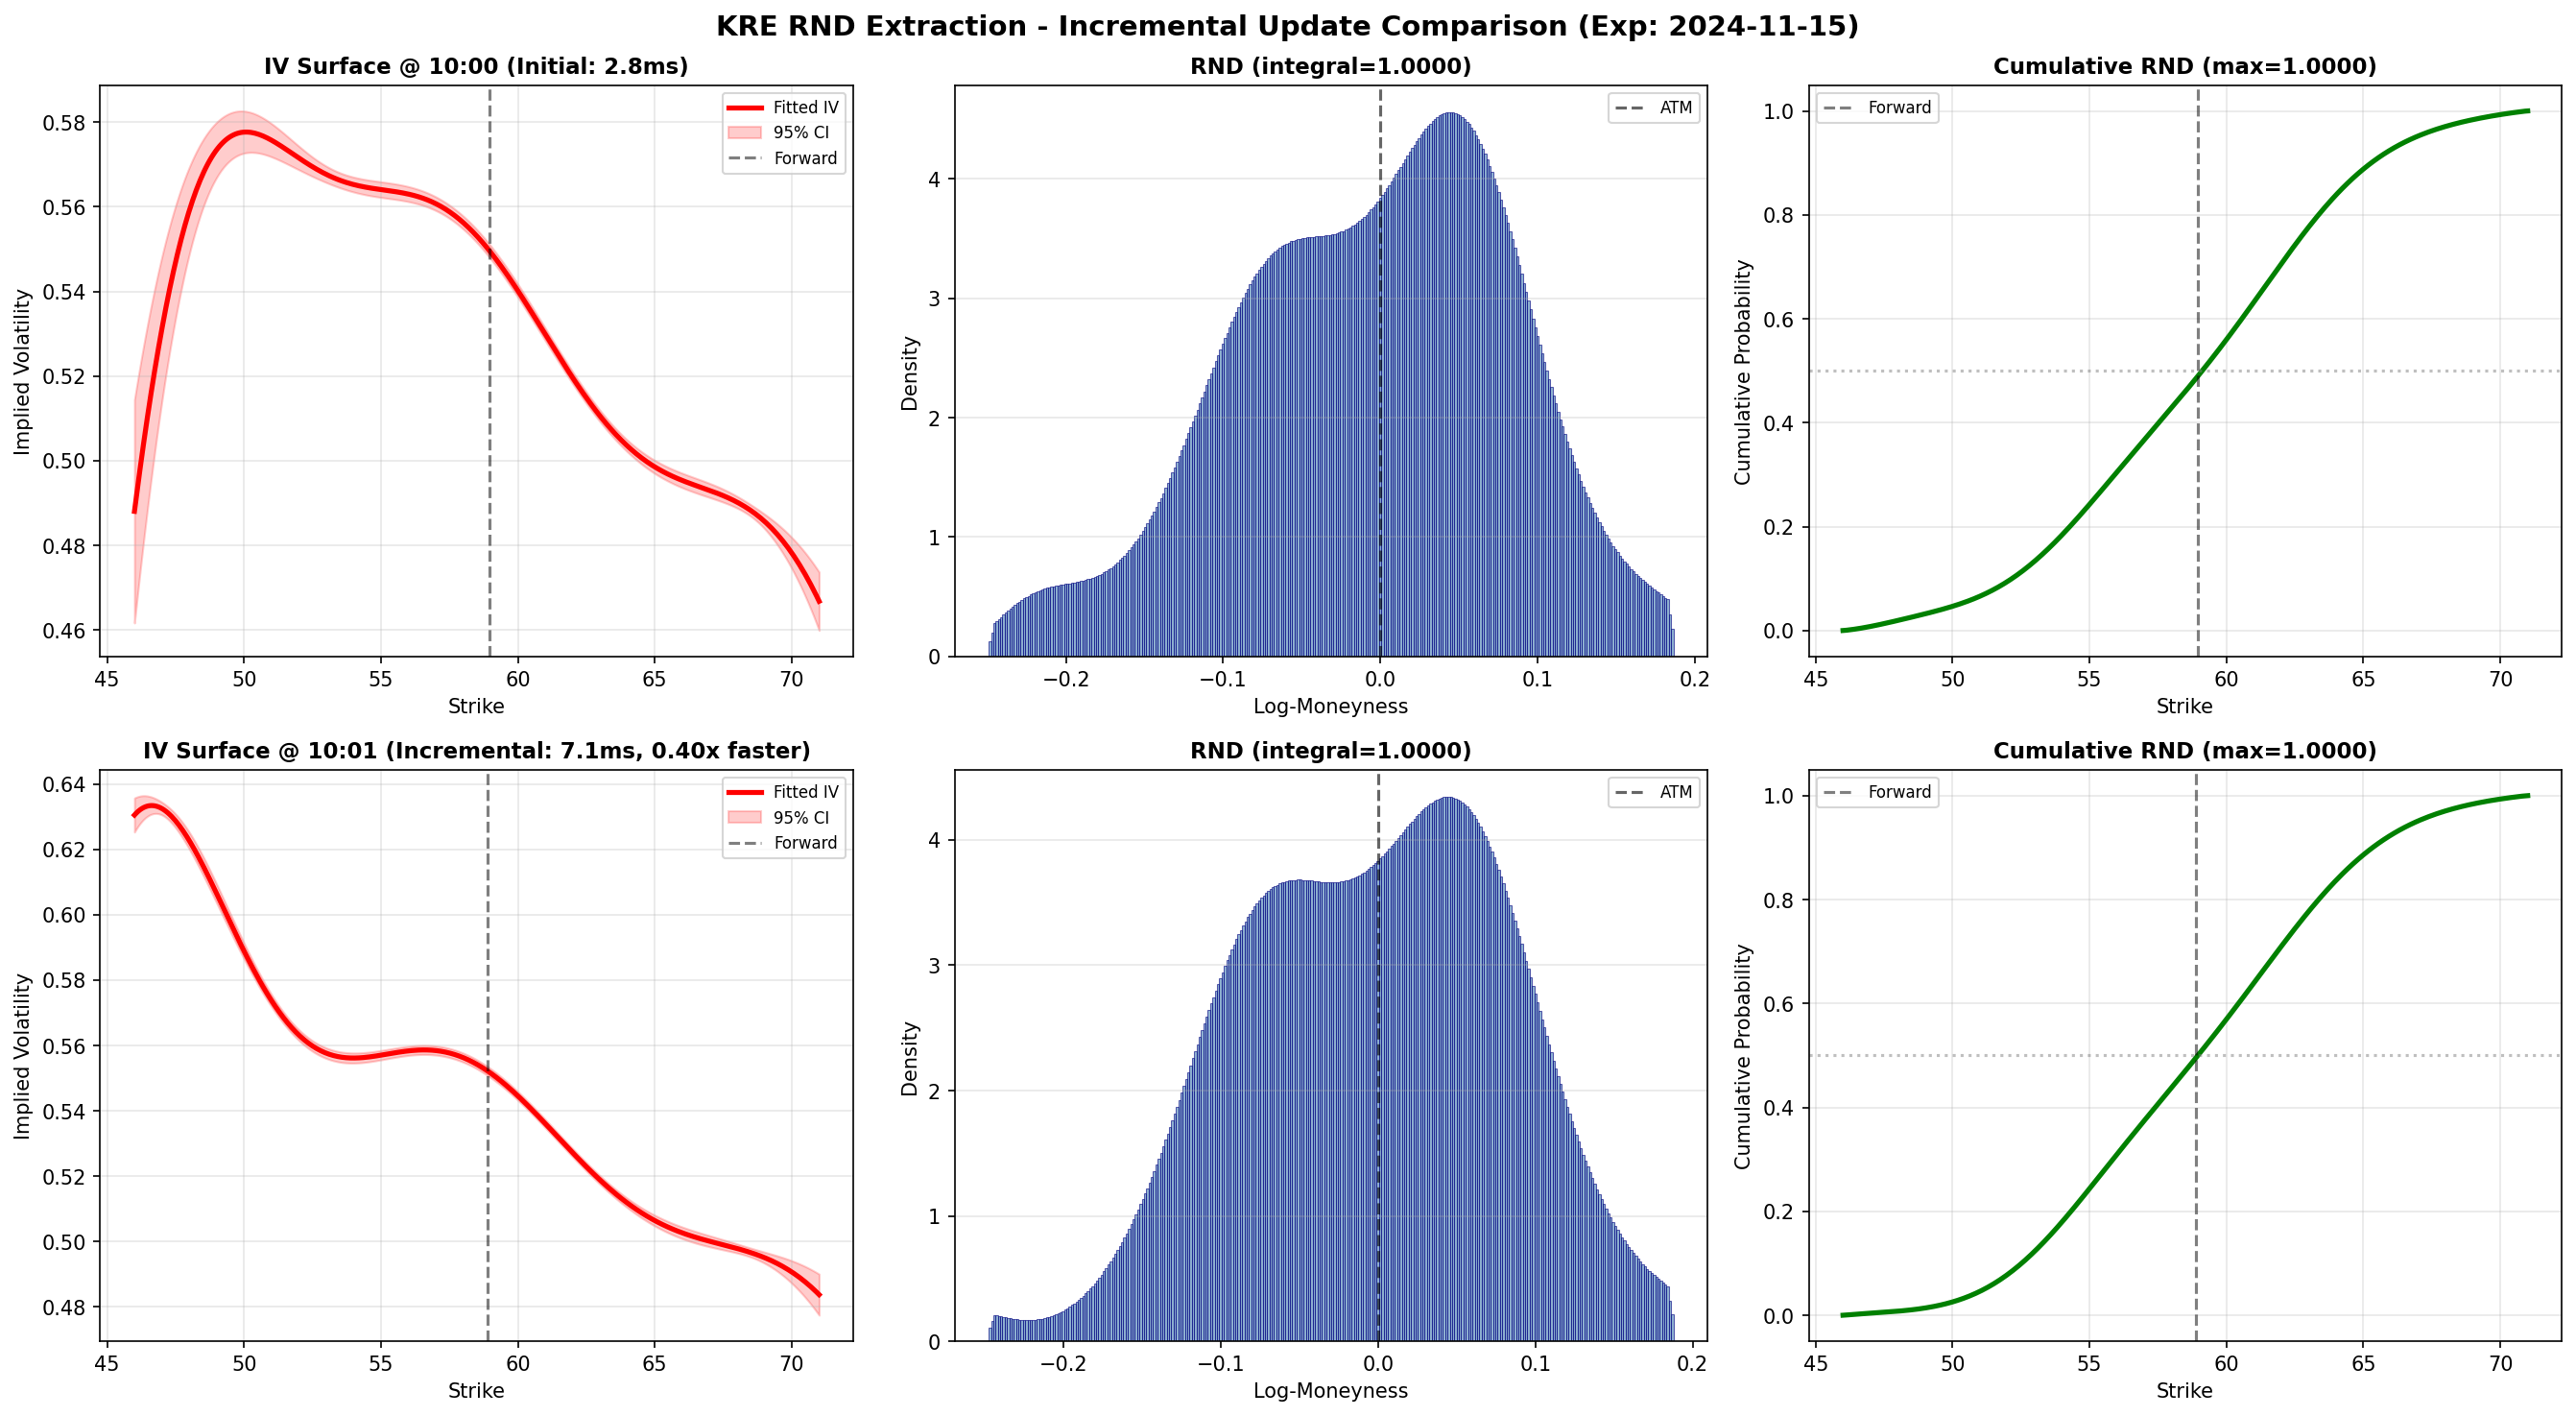 KRE RND Extraction - Incremental Update Comparison (Exp: 2024-11-15)
IV Surface @ 10:00 (Initial: 2.8ms)
Implied Volatility
0.58
0.56
0.54
0.52
0.50
0.48
0.46
Fitted IV
95% CI
Forward
45 50 55 60 65 70
Strike
RND (integral=1.0000)
Density
4
3
2
1
0
ATM
−0.2 −0.1 0.0 0.1 0.2
Log-Moneyness
Cumulative RND (max=1.0000)
Cumulative Probability
1.0
0.8
0.6
0.4
0.2
0.0
Forward
45 50 55 60 65 70
Strike
IV Surface @ 10:01 (Incremental: 7.1ms, 0.40x faster)
Implied Volatility
0.64
0.62
0.60
0.58
0.56
0.54
0.52
0.50
0.48
Fitted IV
95% CI
Forward
45 50 55 60 65 70
Strike
RND (integral=1.0000)
Density
4
3
2
1
0
ATM
−0.2 −0.1 0.0 0.1 0.2
Log-Moneyness
Cumulative RND (max=1.0000)
Cumulative Probability
1.0
0.8
0.6
0.4
0.2
0.0
Forward
45 50 55 60 65 70
Strike